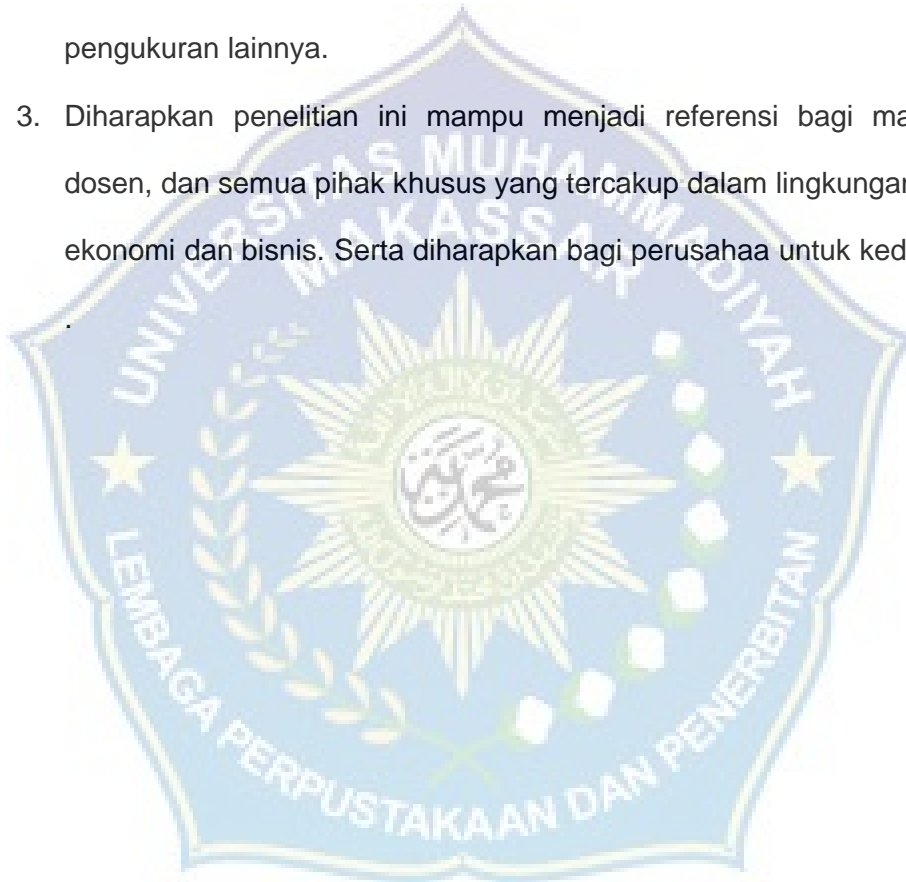 pengukuran lainnya.
3. Diharapkan penelitian ini mampu menjadi referensi bagi ma
dosen, dan semua pihak khusus yang tercakup dalam lingkungan
ekonomi dan bisnis. Serta diharapkan bagi perusahaa untuk ked
.
UNIVERSITAS MUHAMMADIYAH
MAKASSAR
LEMBAGA PERPUSTAKAAN DAN PENERBITAN